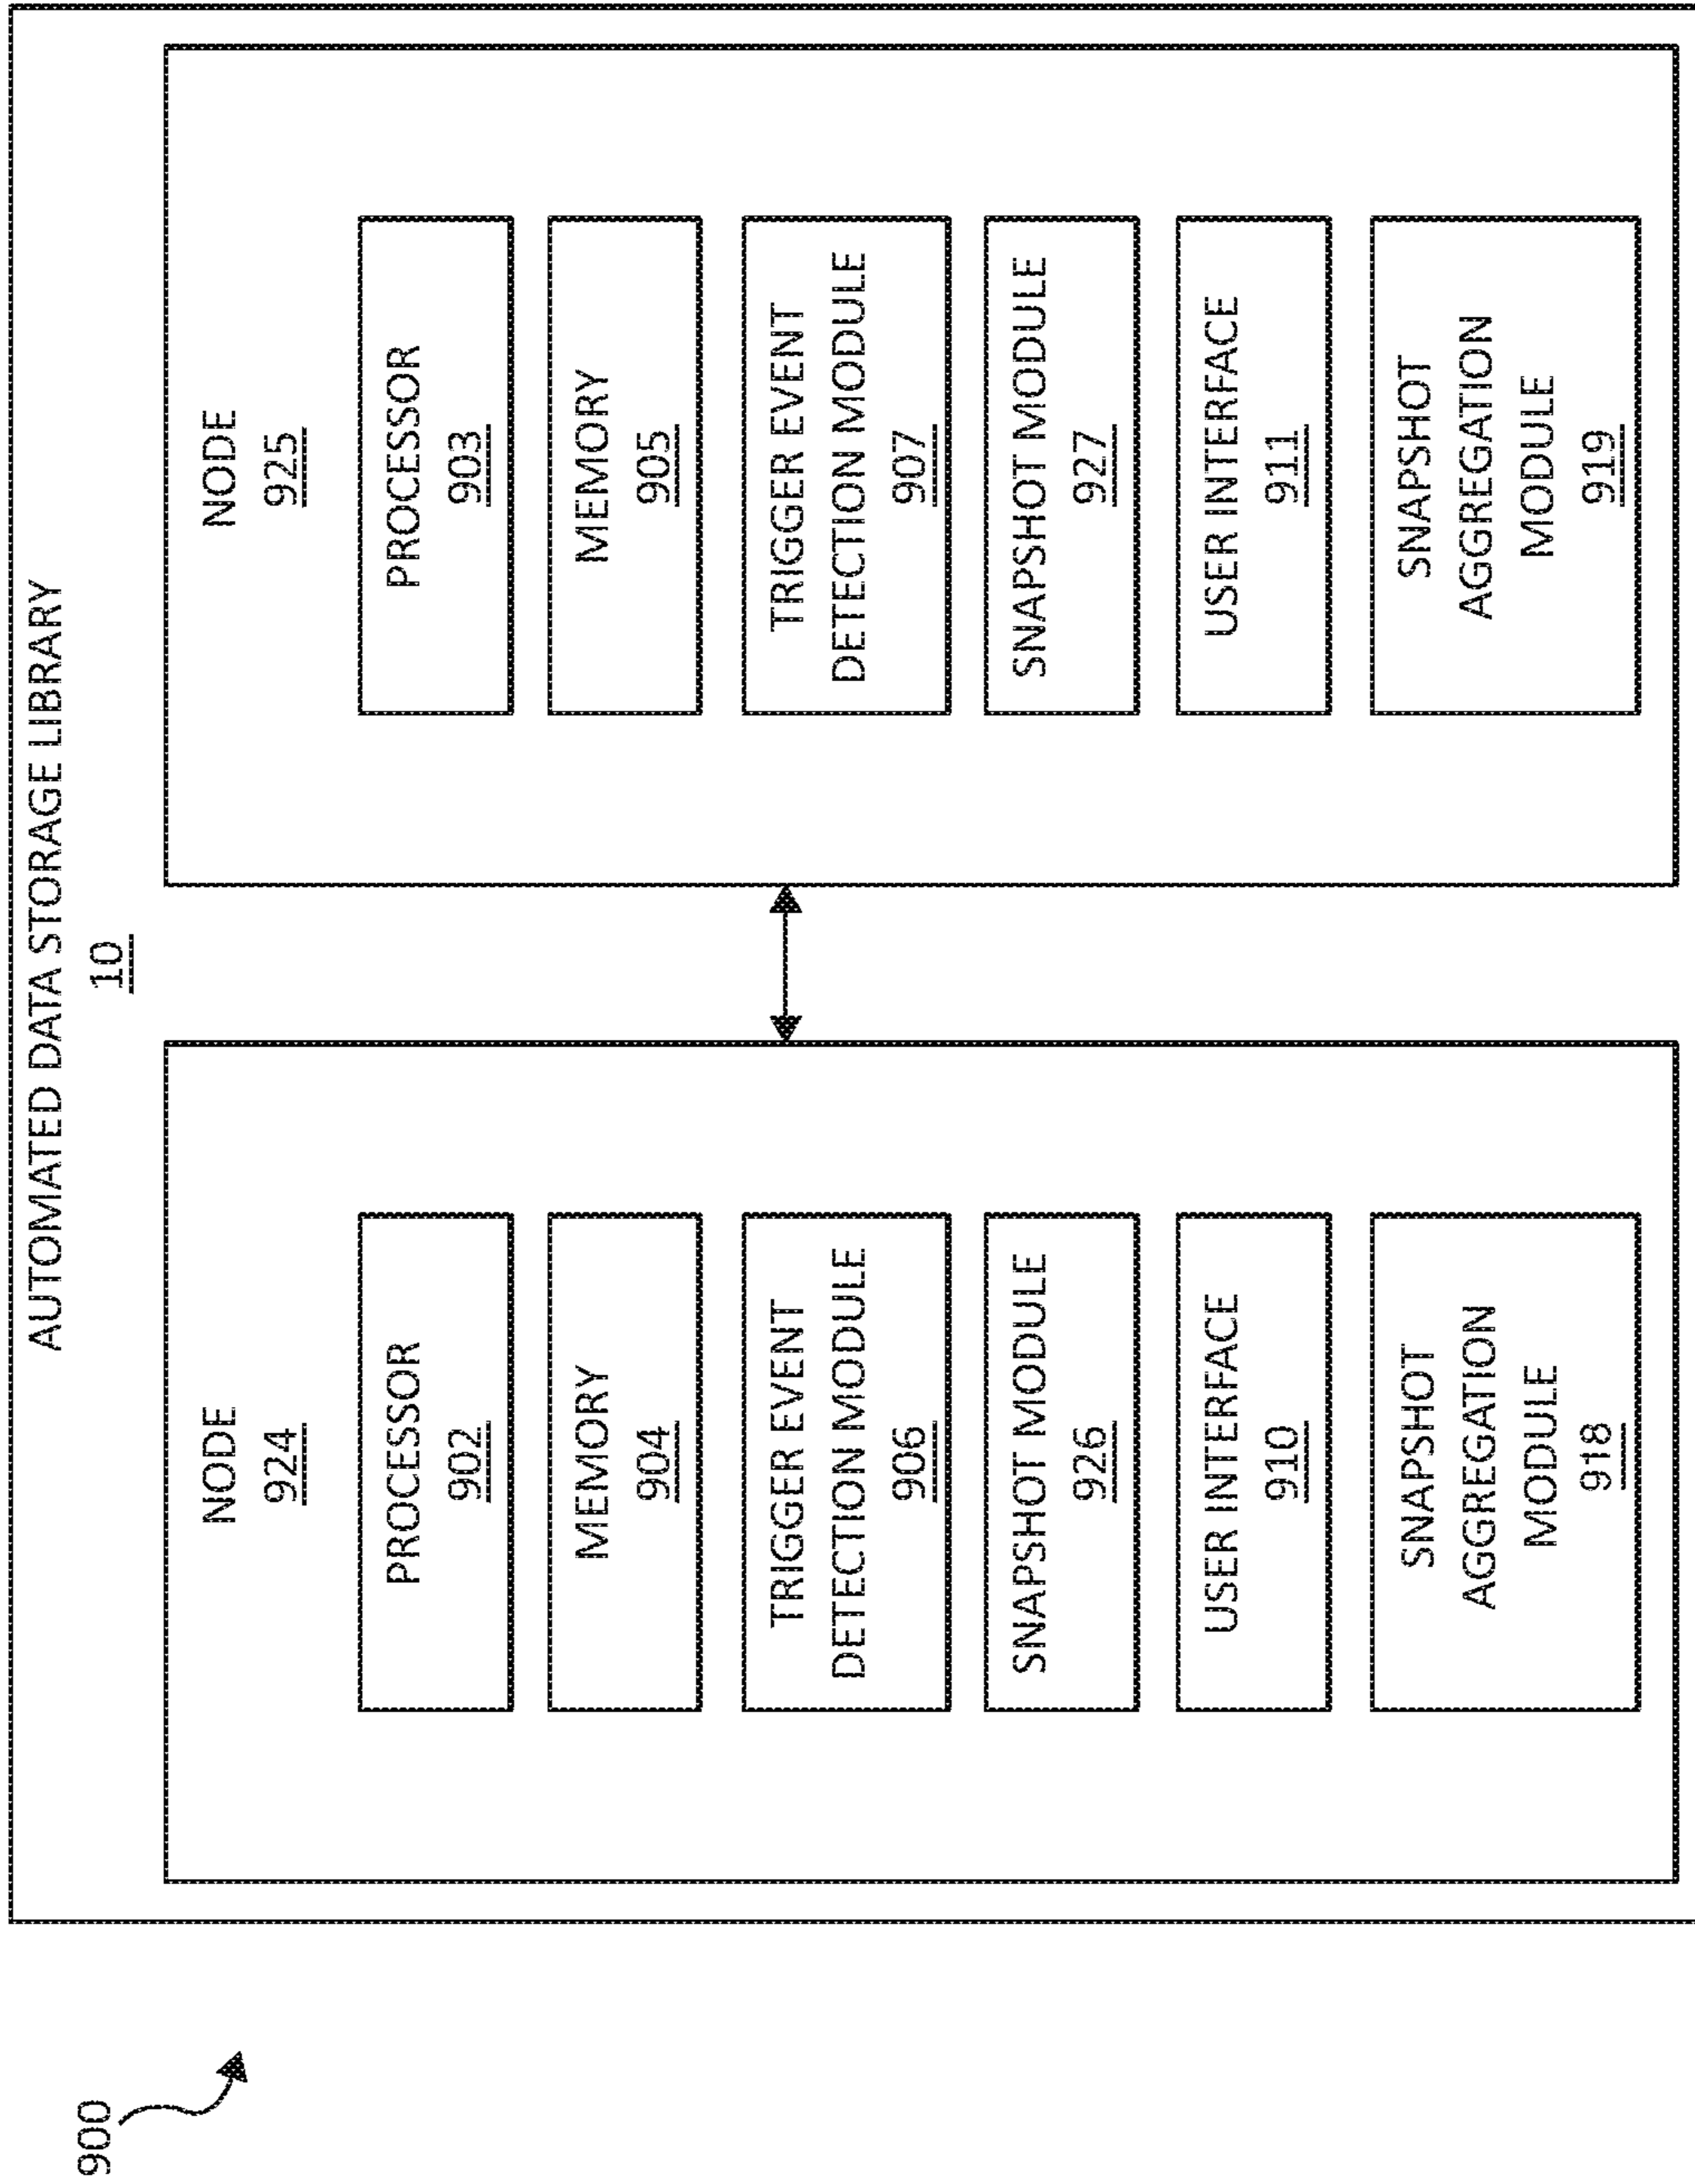 900
AUTOMATED DATA STORAGE LIBRARY
10
NODE
924
PROCESSOR
902
MEMORY
904
TRIGGER EVENT
DETECTION MODULE
906
SNAPSHOT MODULE
926
USER INTERFACE
910
SNAPSHOT
AGGREGATION
MODULE
918
NODE
925
PROCESSOR
903
MEMORY
905
TRIGGER EVENT
DETECTION MODULE
907
SNAPSHOT MODULE
927
USER INTERFACE
911
SNAPSHOT
AGGREGATION
MODULE
919